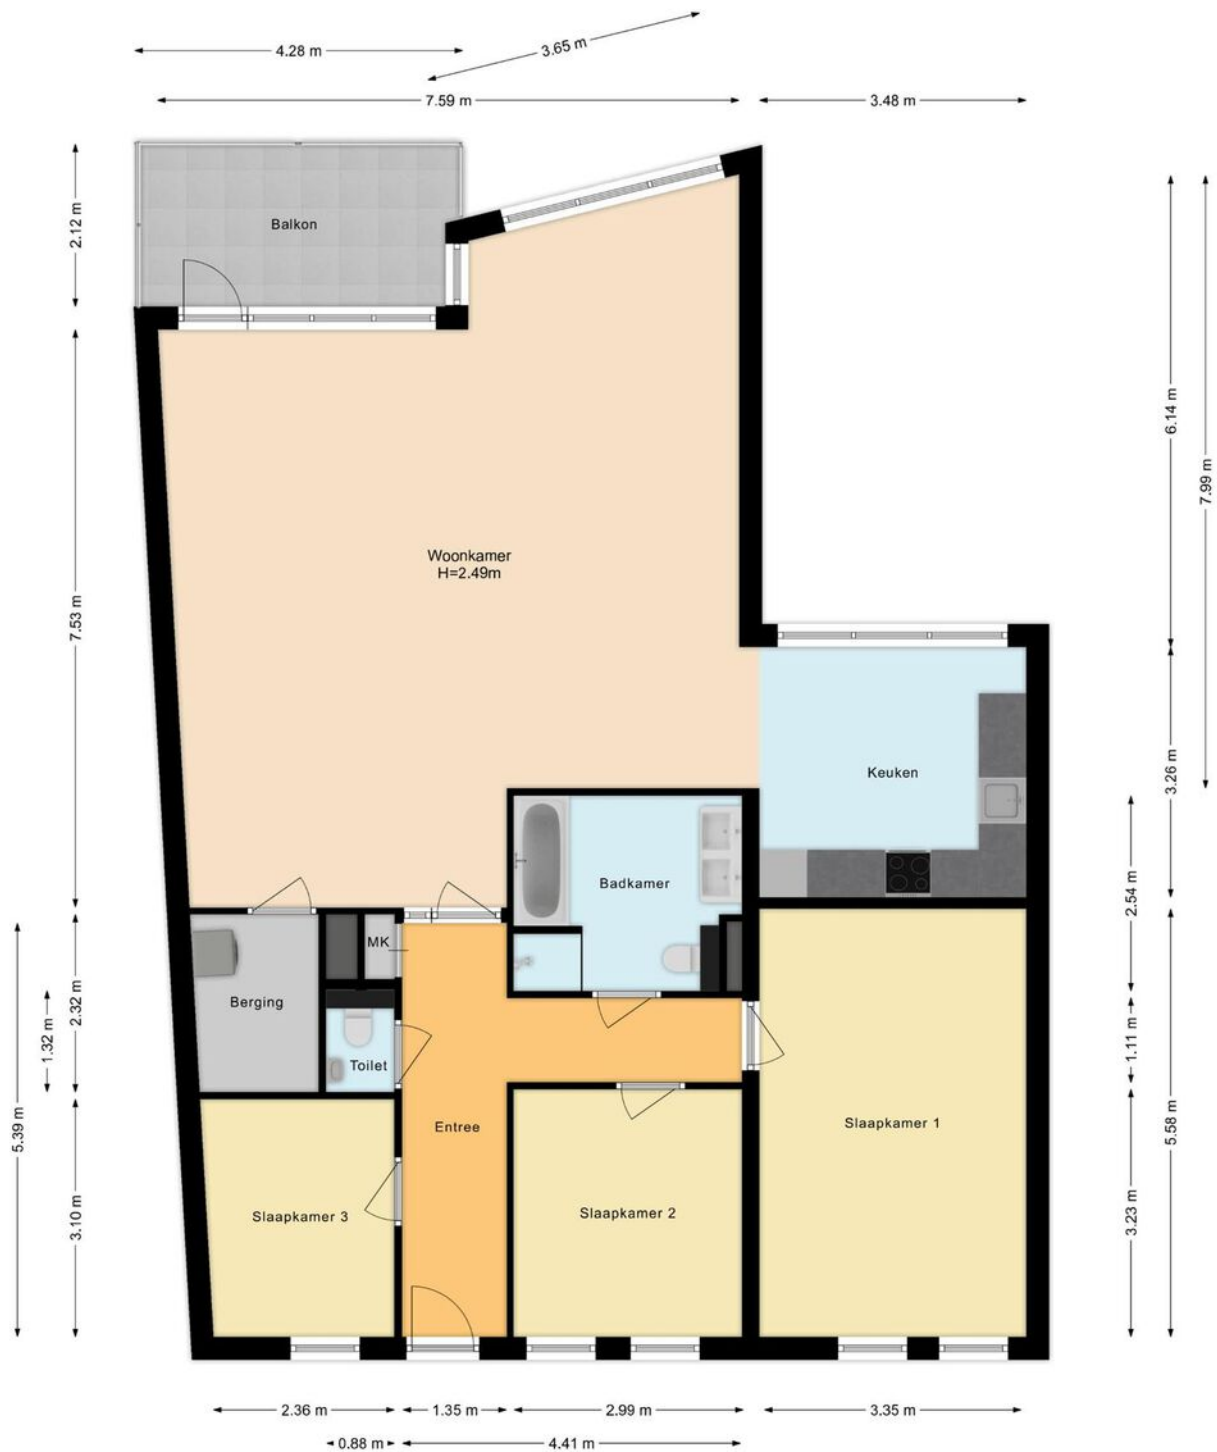 4.28 m
3.65 m
7.59 m
3.48 m
2.12 m
Balkon
6.14 m
7.99 m
Woonkamer
H=2.49m
7.53 m
Keuken
3.26 m
Badkamer
2.54 m
MK
Berging
2.32 m
1.32 m
1.11 m
Toilet
5.39 m
Entree
Slaapkamer 1
5.58 m
Slaapkamer 3
Slaapkamer 2
3.10 m
3.23 m
2.36 m
1.35 m
2.99 m
3.35 m
0.88 m
4.41 m